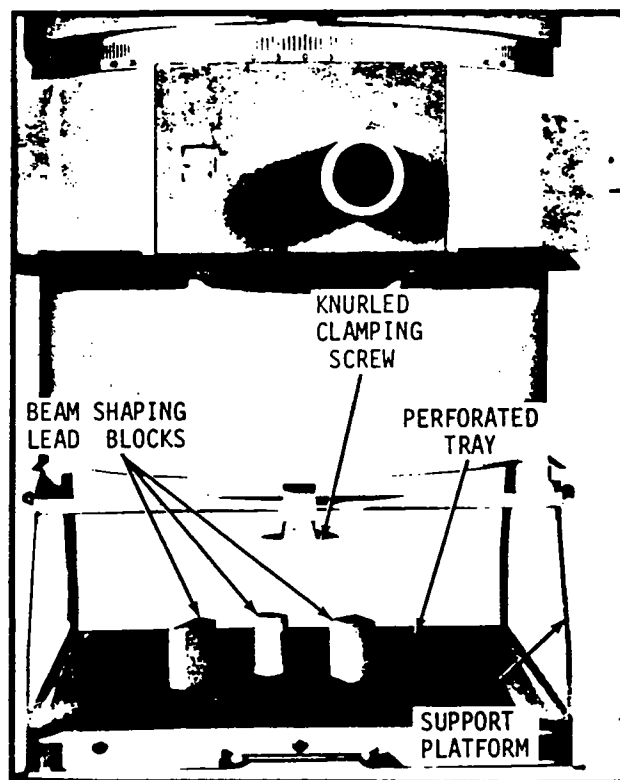 KNURLED
CLAMPING
SCREW
BEAM SHAPING
LEAD BLOCKS
PERFORATED
TRAY
SUPPORT
PLATFORM